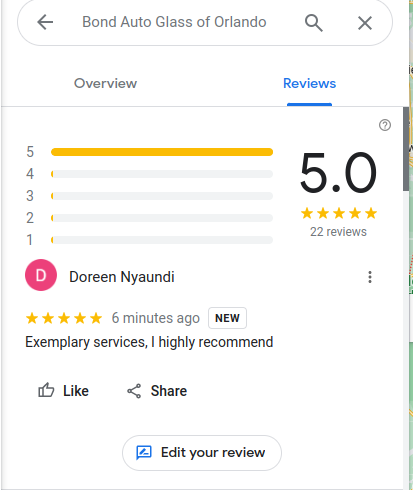 Bond Auto Glass of Orlando
Overview
Reviews
5
4
3
2
1
5.0
22 reviews
D
Doreen Nyaundi
6 minutes ago NEW
Exemplary services, I highly recommend
Like
Share
Edit your review